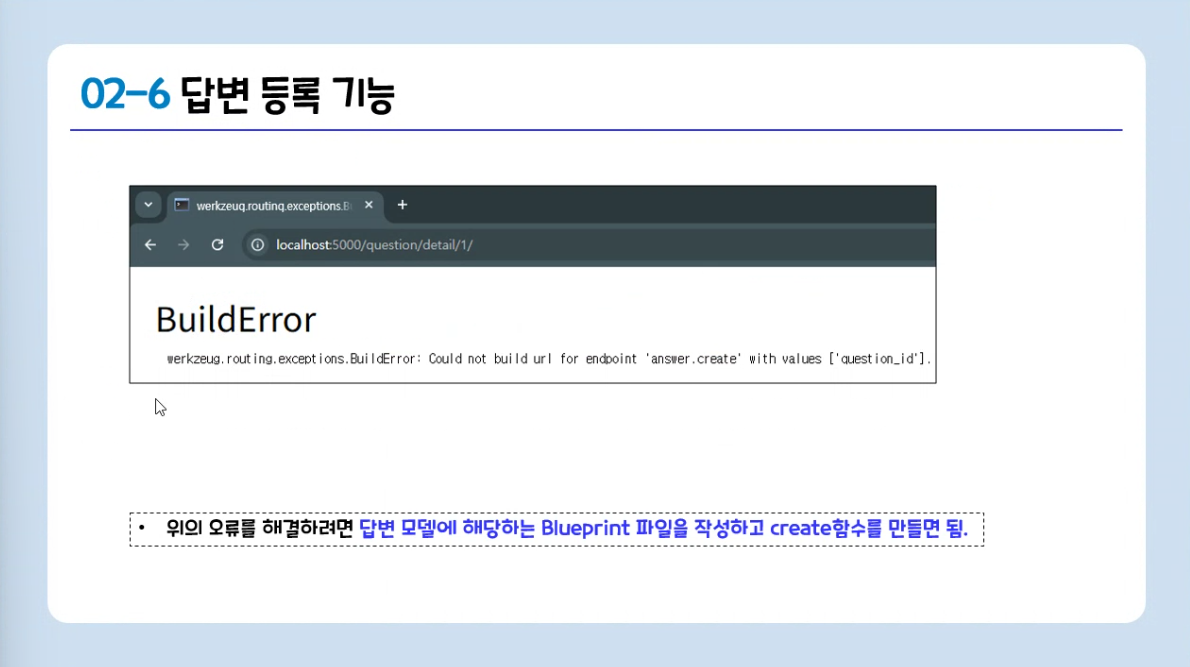 02-6 답변 등록 기능
werkzeug.routing.exceptions.Bu
localhost:5000/question/detail/1/
BuildError
werkzeug.routing.exceptions.BuildError: Could not build url for endpoint 'answer.create' with values ['question_id'].
• 위의 오류를 해결하려면 답변 모델에 해당하는 Blueprint 파일을 작성하고 create함수를 만들면 됨.